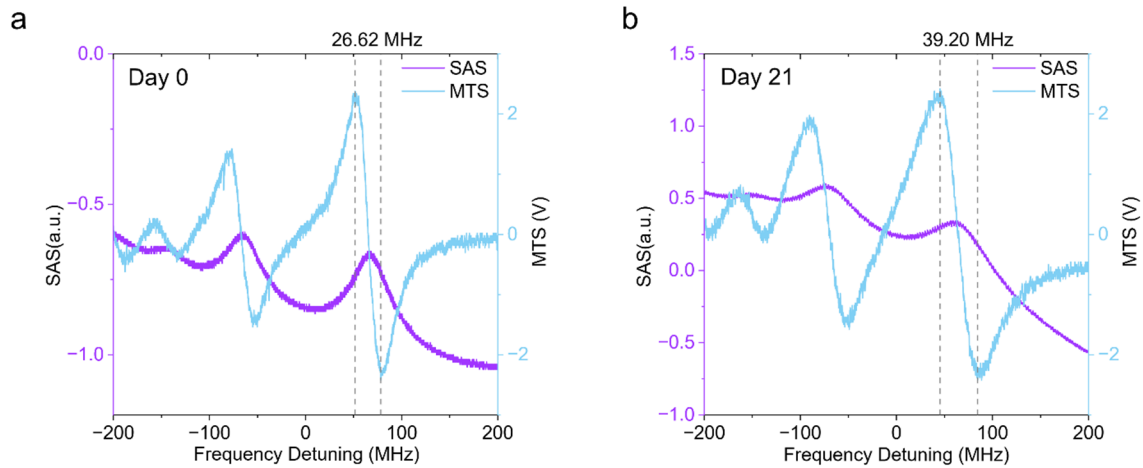 a
26.62 MHz
Day 0
SAS
MTS
0.0
−0.5
−1.0
SAS(a.u.)
2
0
−2
MTS (V)
−200
−100
0
100
200
Frequency Detuning (MHz)
b
39.20 MHz
Day 21
SAS
MTS
1.5
1.0
0.5
0.0
−0.5
−1.0
SAS(a.u.)
2
0
−2
MTS (V)
−200
−100
0
100
200
Frequency Detuning (MHz)